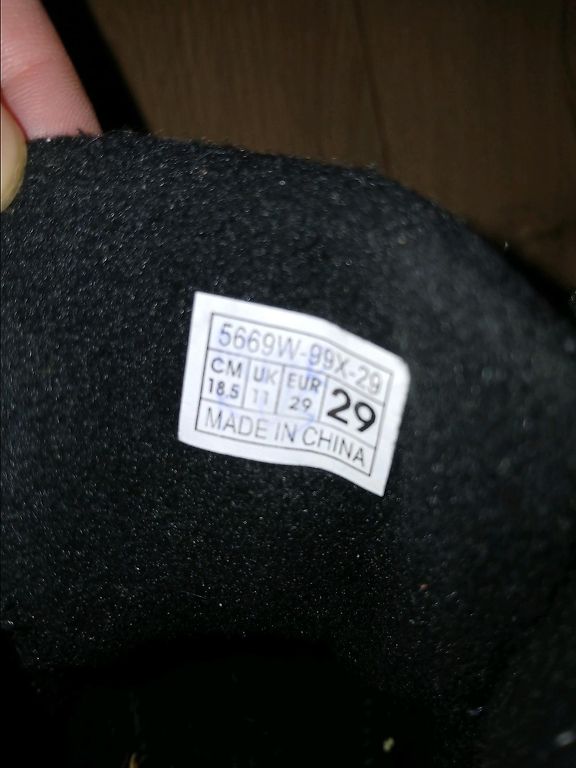 5669W-99X-29
CM UK EUR 29
18.5 11 29
MADE IN CHINA